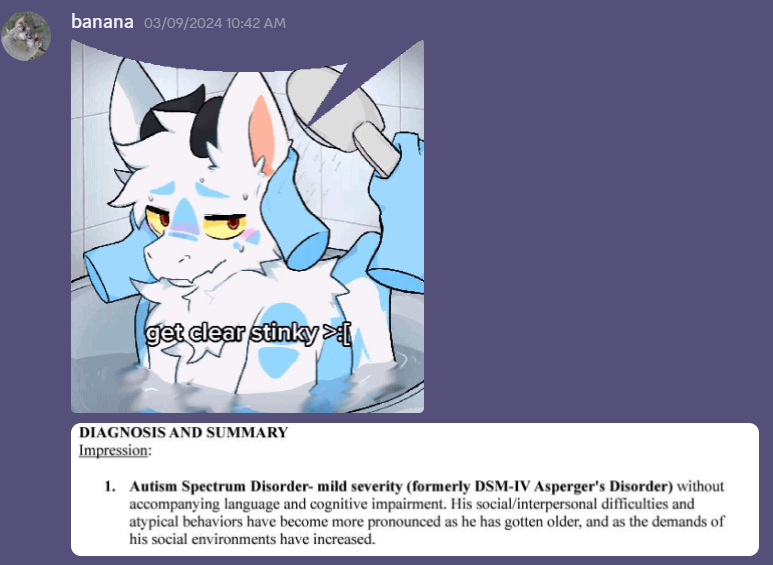 banana 03/09/2024 10:42 AM
get clear stinky >:[
DIAGNOSIS AND SUMMARY
Impression:
1. Autism Spectrum Disorder- mild severity (formerly DSM-IV Asperger's Disorder) without
accompanying language and cognitive impairment. His social/interpersonal difficulties and
atypical behaviors have become more pronounced as he has gotten older, and as the demands of
his social environments have increased.